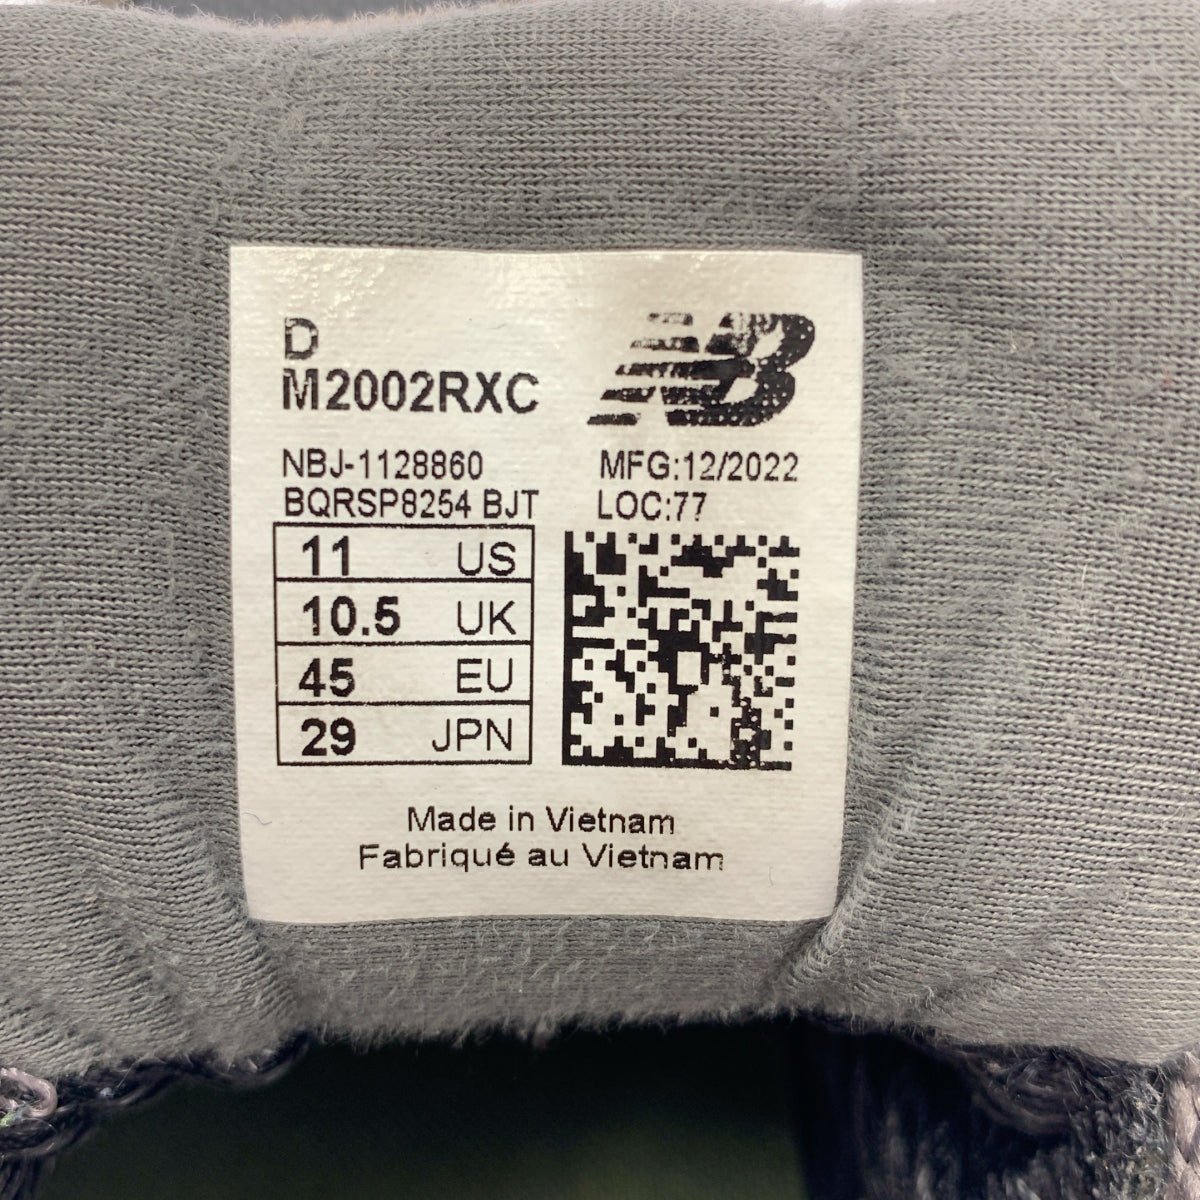 D
M2002RXC
NB
NBJ-1128860
MFG:12/2022
BQRSP8254 BJT
LOC:77
11 US
10.5 UK
45 EU
29 JPN
Made in Vietnam
Fabriqué au Vietnam